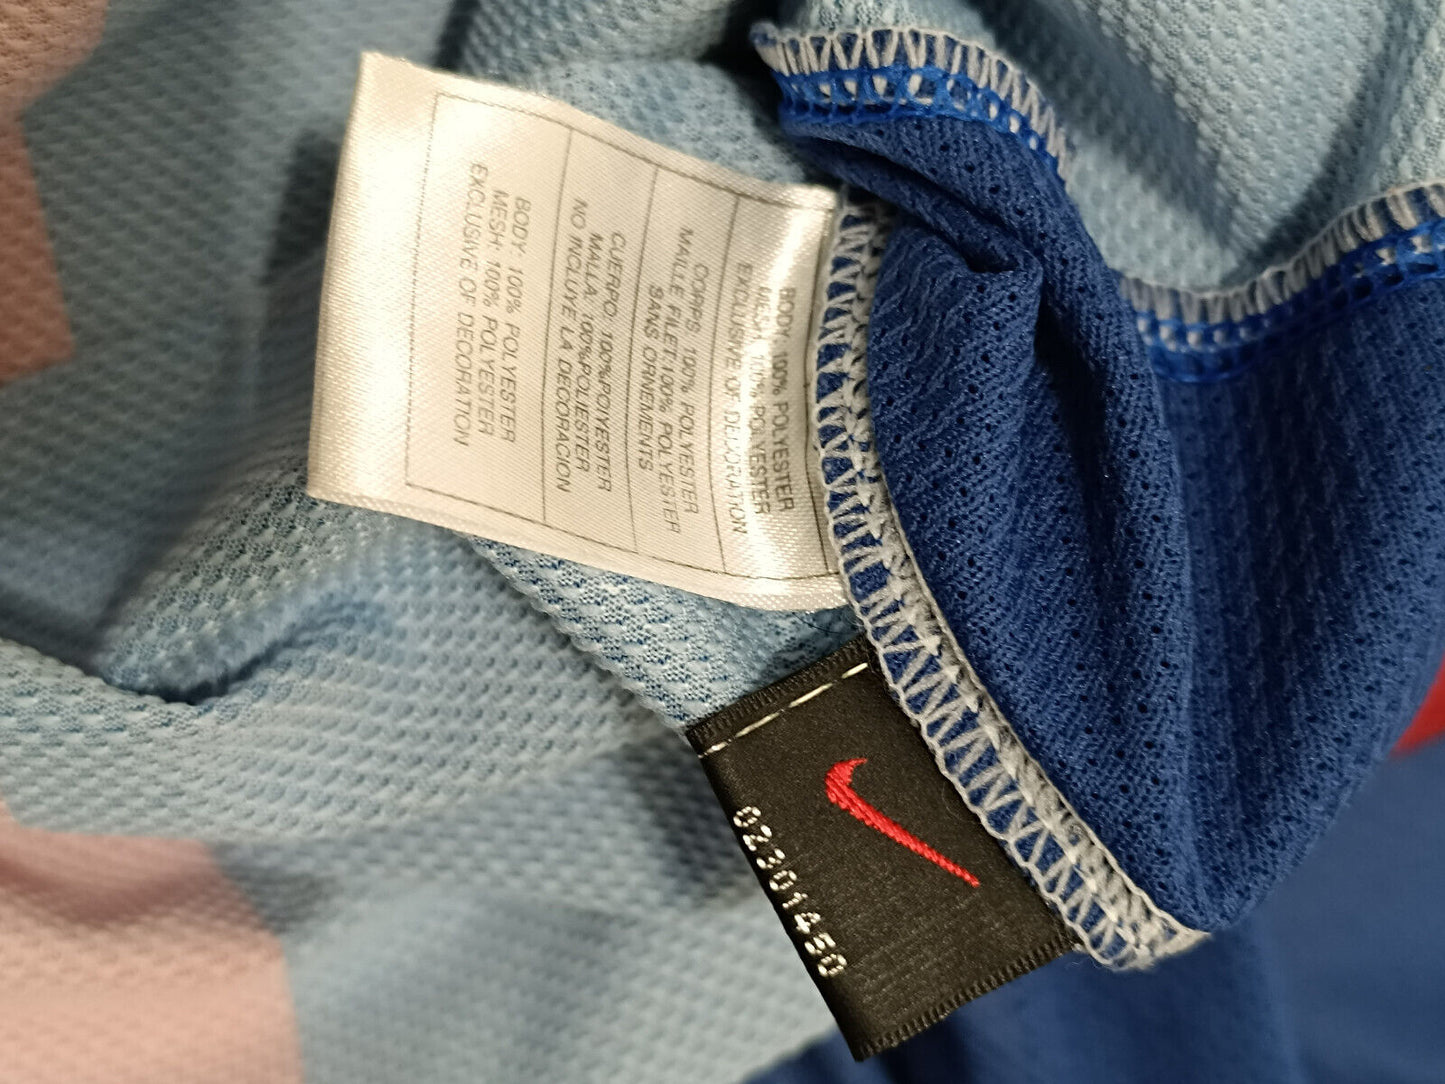 BODY: 100% POLYESTER
MESH: 100% POLYESTER
EXCLUSIVE OF DECORATION
CORPS: 100% POLYESTER
MAILLE FILET:100% POLYESTER
SANS ORNEMENTS
CUERPO: 100%POLYESTER
MALLA: 100%POLIESTER
NO INCLUYE LA DECORACION
BODY: 100% POLYESTER
MESH: 100% POLYESTER
EXCLUSIVE OF DECORATION
02301450